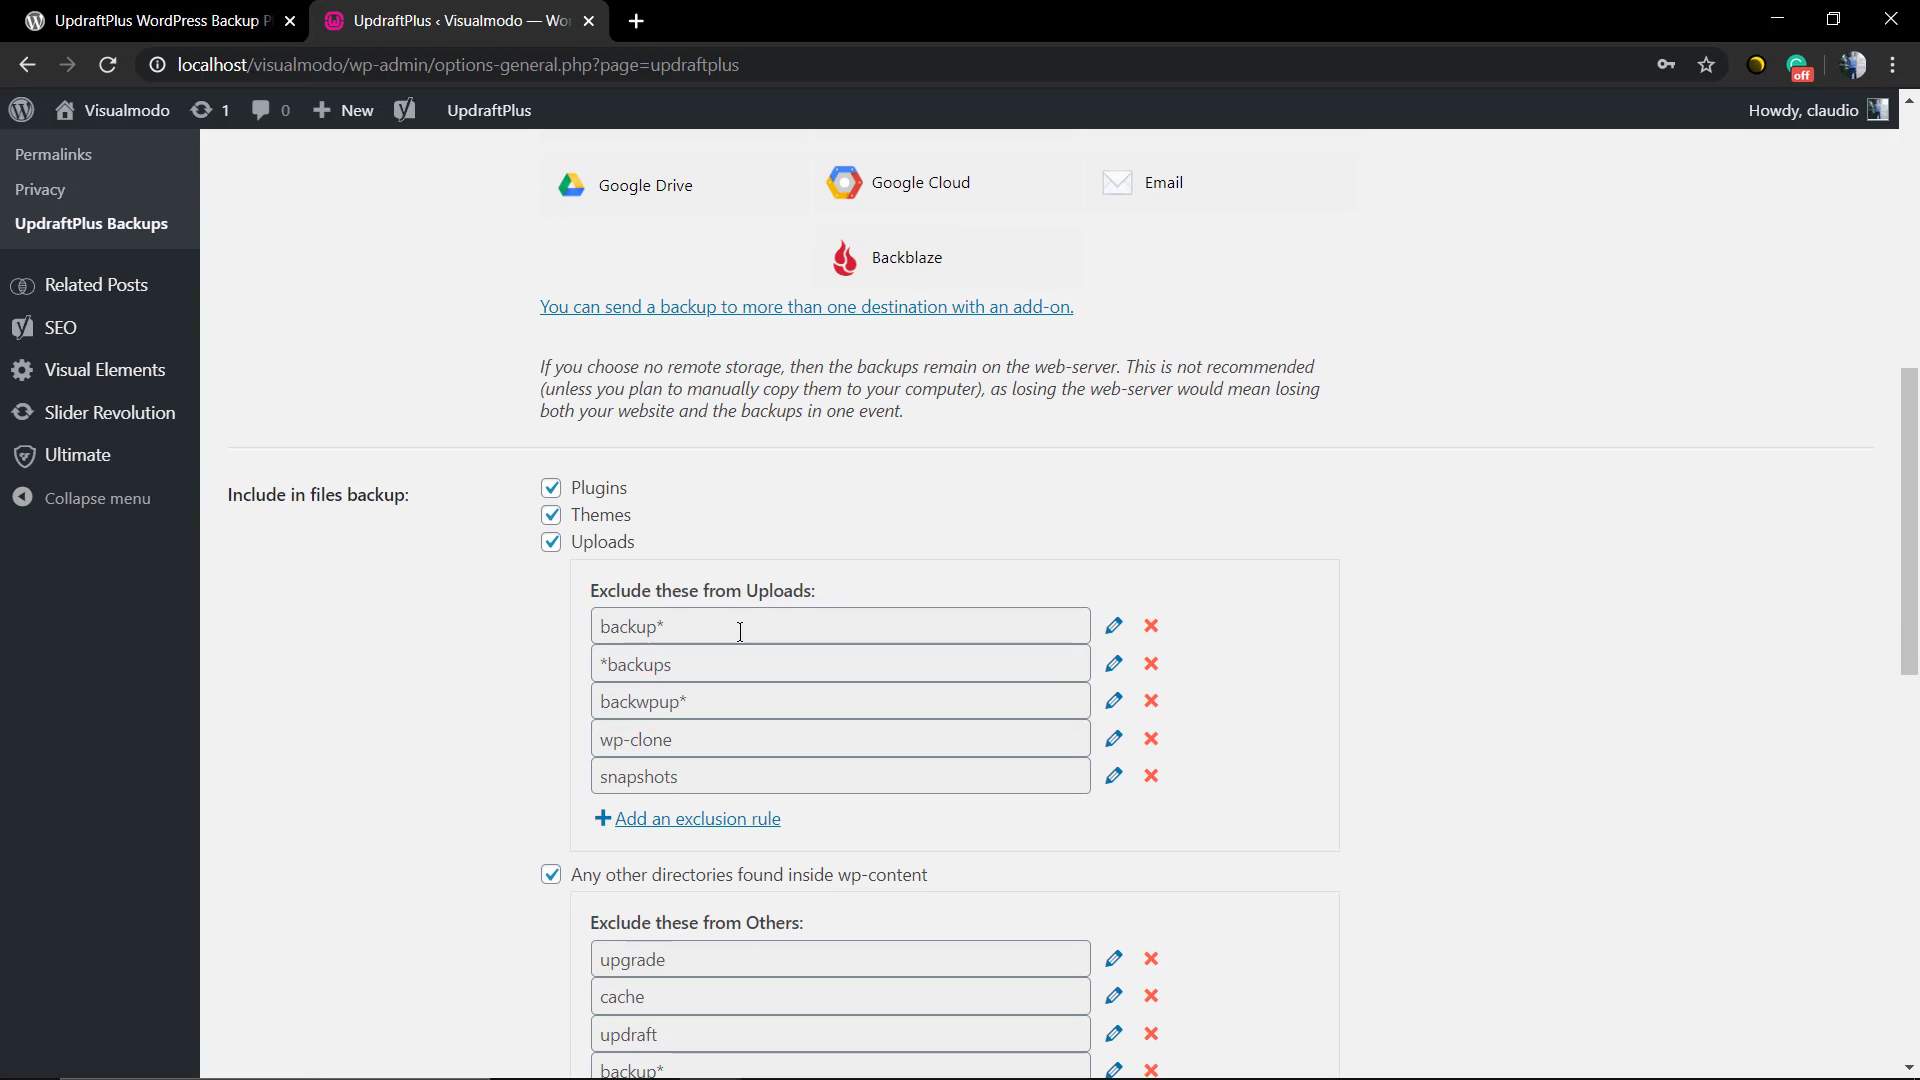 UpdraftPlus WordPress Backup P
UpdraftPlus ‹ Visualmodo — Wo
localhost/visualmodo/wp-admin/options-general.php?page=updraftplus
off
Visualmodo
1
0
New
UpdraftPlus
Howdy, claudio
Permalinks
Privacy
UpdraftPlus Backups
Related Posts
SEO
Visual Elements
Slider Revolution
Ultimate
Collapse menu
Google Drive
Google Cloud
Email
Backblaze
You can send a backup to more than one destination with an add-on.
If you choose no remote storage, then the backups remain on the web-server. This is not recommended
(unless you plan to manually copy them to your computer), as losing the web-server would mean losing
both your website and the backups in one event.
Include in files backup:
Plugins
Themes
Uploads
Exclude these from Uploads:
backup*
*backups
backwpup*
wp-clone
snapshots
Add an exclusion rule
Any other directories found inside wp-content
Exclude these from Others:
upgrade
cache
updraft
backup*